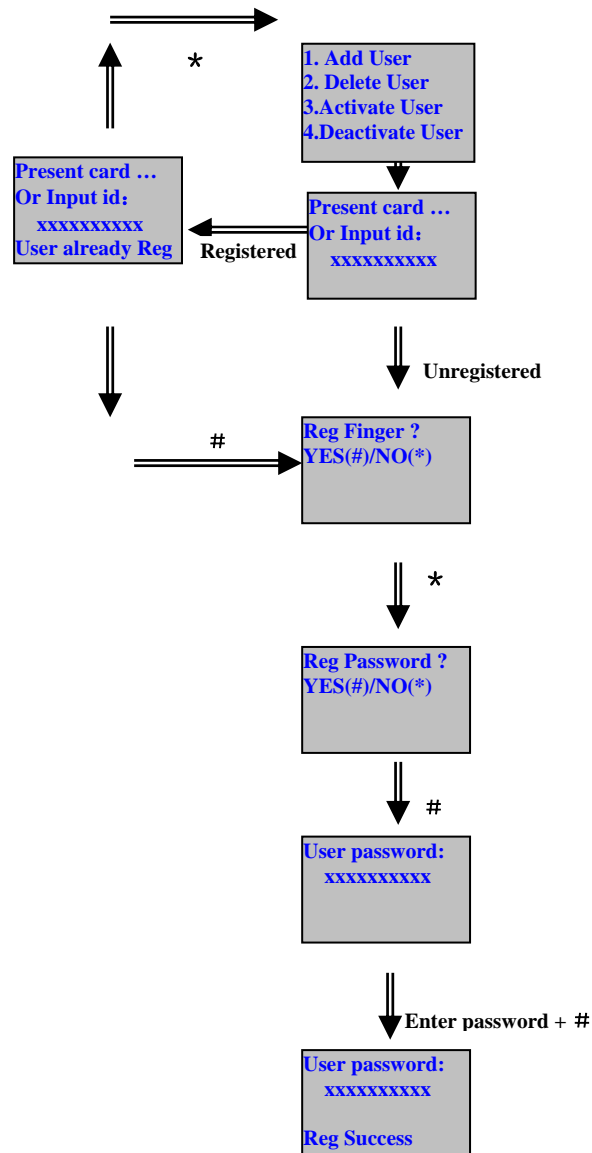 *
1. Add User
2. Delete User
3.Activate User
4.Deactivate User
Present card …
Or Input id:
xxxxxxxxxx
User already Reg
Registered
Present card …
Or Input id:
xxxxxxxxxx
Unregistered
#
Reg Finger ?
YES(#)/NO(*)
*
Reg Password ?
YES(#)/NO(*)
#
User password:
xxxxxxxxxx
Enter password + #
User password:
xxxxxxxxxx
Reg Success